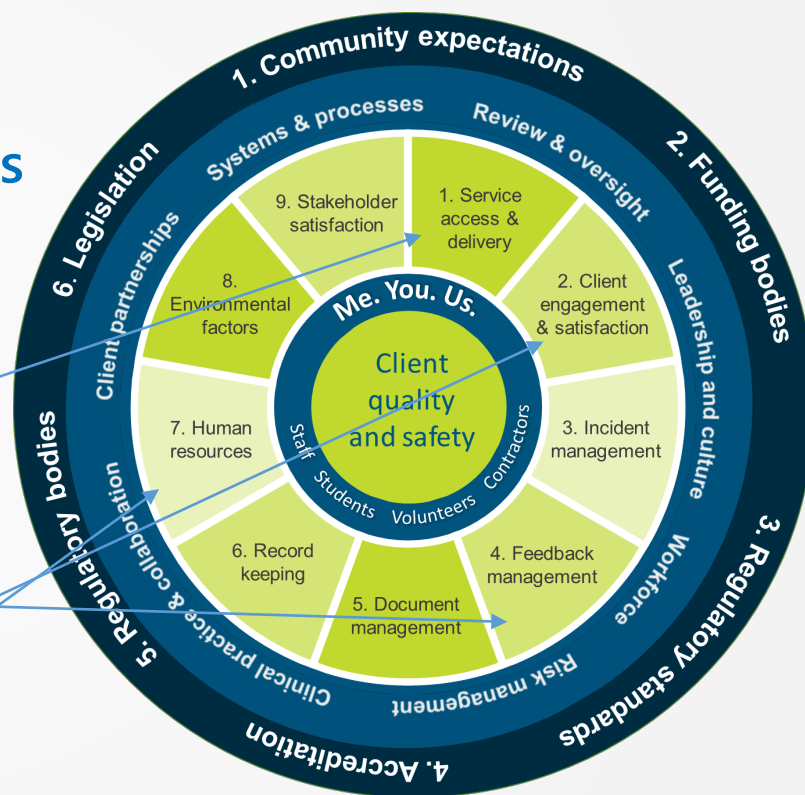 s
1. Community expectations
2. Funding bodies
3. Regulatory standards
4. Accreditation
5. Regulatory bodies
6. Legislation
Systems & processes
Review & oversight
Leadership and culture
Workforce
Risk management
Clinical practice & collaboration
Client partnerships
1. Service
access &
delivery
2. Client
engagement
& satisfaction
3. Incident
management
4. Feedback
management
5. Document
management
6. Record
keeping
7. Human
resources
8.
Environmental
factors
9. Stakeholder
satisfaction
Me. You. Us.
Client
quality
and safety
Staff
Students
Volunteers
Contractors